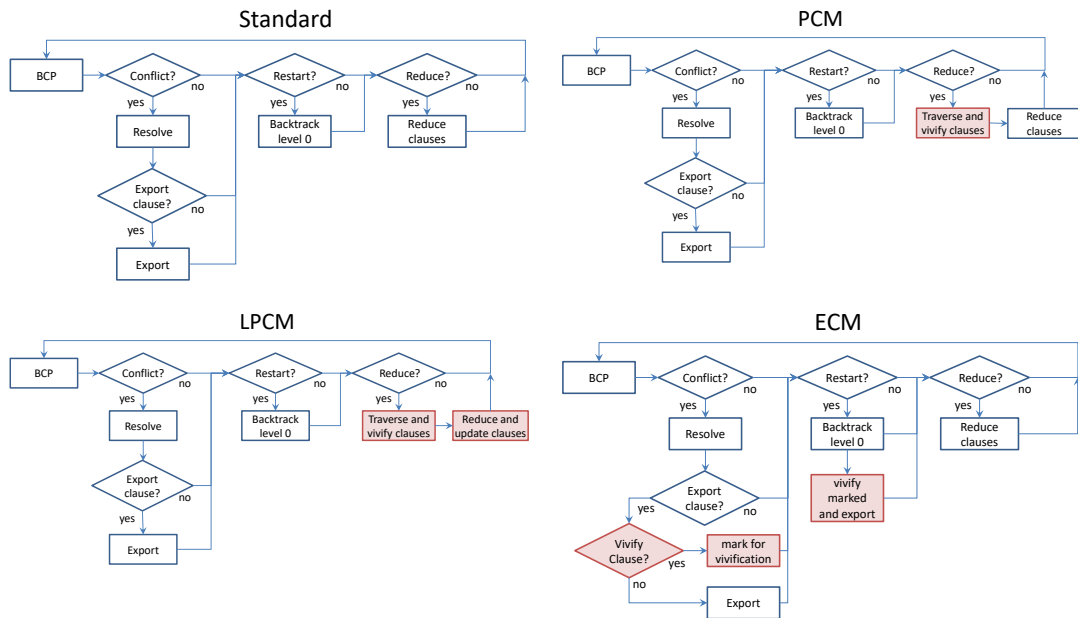 Standard
BCP
Conflict?
Restart?
Reduce?
yes
no
yes
no
yes
no
Resolve
Backtrack
level 0
Reduce
clauses
Export
clause?
no
yes
Export
PCM
BCP
Conflict?
Restart?
Reduce?
yes
no
yes
no
yes
no
Resolve
Backtrack
level 0
Traverse and
vivify clauses
Reduce
clauses
Export
clause?
no
yes
Export
LPCM
BCP
Conflict?
Restart?
Reduce?
yes
no
yes
no
yes
no
Resolve
Backtrack
level 0
Traverse and
vivify clauses
Reduce and
update clauses
Export
clause?
no
yes
Export
ECM
BCP
Conflict?
Restart?
Reduce?
yes
no
yes
no
yes
no
Resolve
Backtrack
level 0
Reduce
clauses
Export
clause?
yes
no
vivify
marked
and export
Vivify
Clause?
yes
mark for
vivification
no
Export